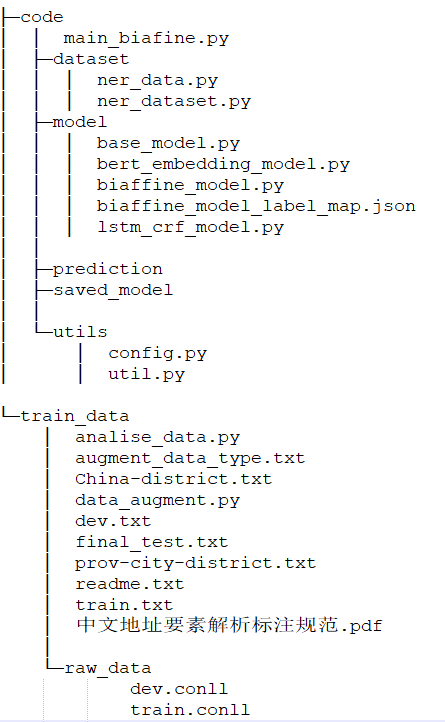 ├─code
│  │  main_biafine.py
│  ├─dataset
│  │  │  ner_data.py
│  │  │  ner_dataset.py
│  ├─model
│  │  │  base_model.py
│  │  │  bert_embedding_model.py
│  │  │  biaffine_model.py
│  │  │  biaffine_model_label_map.json
│  │  │  lstm_crf_model.py
│  │
│  ├─prediction
│  ├─saved_model
│  │
│  └─utils
│      │  config.py
│      │  util.py
└─train_data
    │  analise_data.py
    │  augment_data_type.txt
    │  China-district.txt
    │  data_augment.py
    │  dev.txt
    │  final_test.txt
    │  prov-city-district.txt
    │  readme.txt
    │  train.txt
    │  中文地址要素解析标注规范.pdf
    │
    └─raw_data
            dev.conll
            train.conll